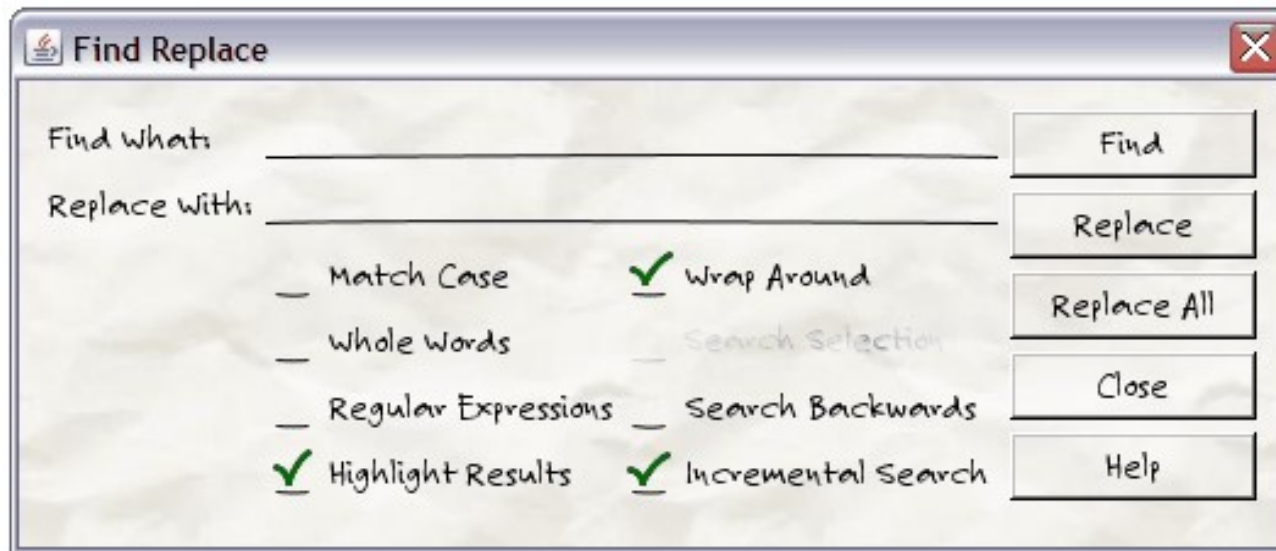 Find Replace
Find What:
Find
Replace With:
Replace
Match Case Wrap Around
Replace All
Whole Words Search Selection
Close
Regular Expressions Search Backwards
Highlight Results Incremental Search
Help